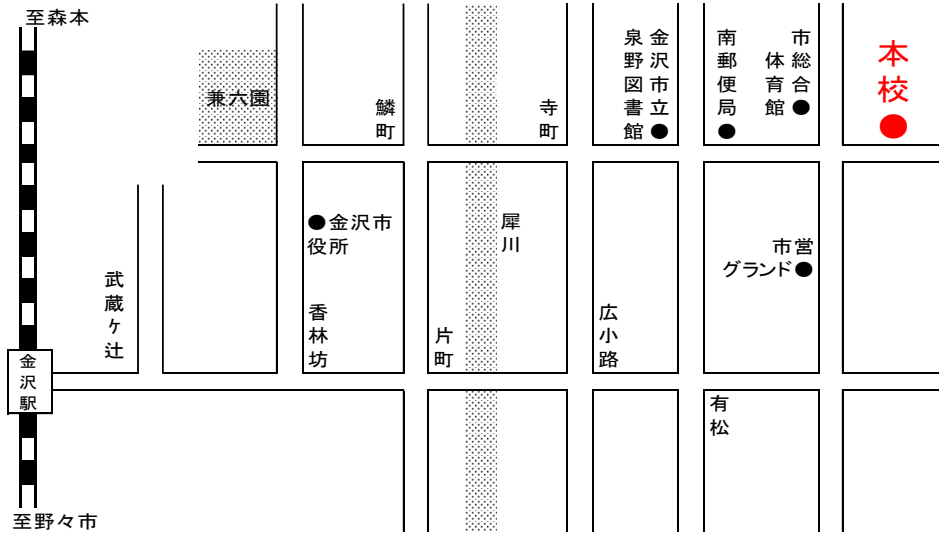 至森本
兼六園
鱗町
寺町
金沢市立
泉野図書館
南郵便局
市総合
体育館
本校
金沢市
役所
犀川
市営
グランド
武蔵ヶ辻
香林坊
片町
広小路
金沢駅
有松
至野々市